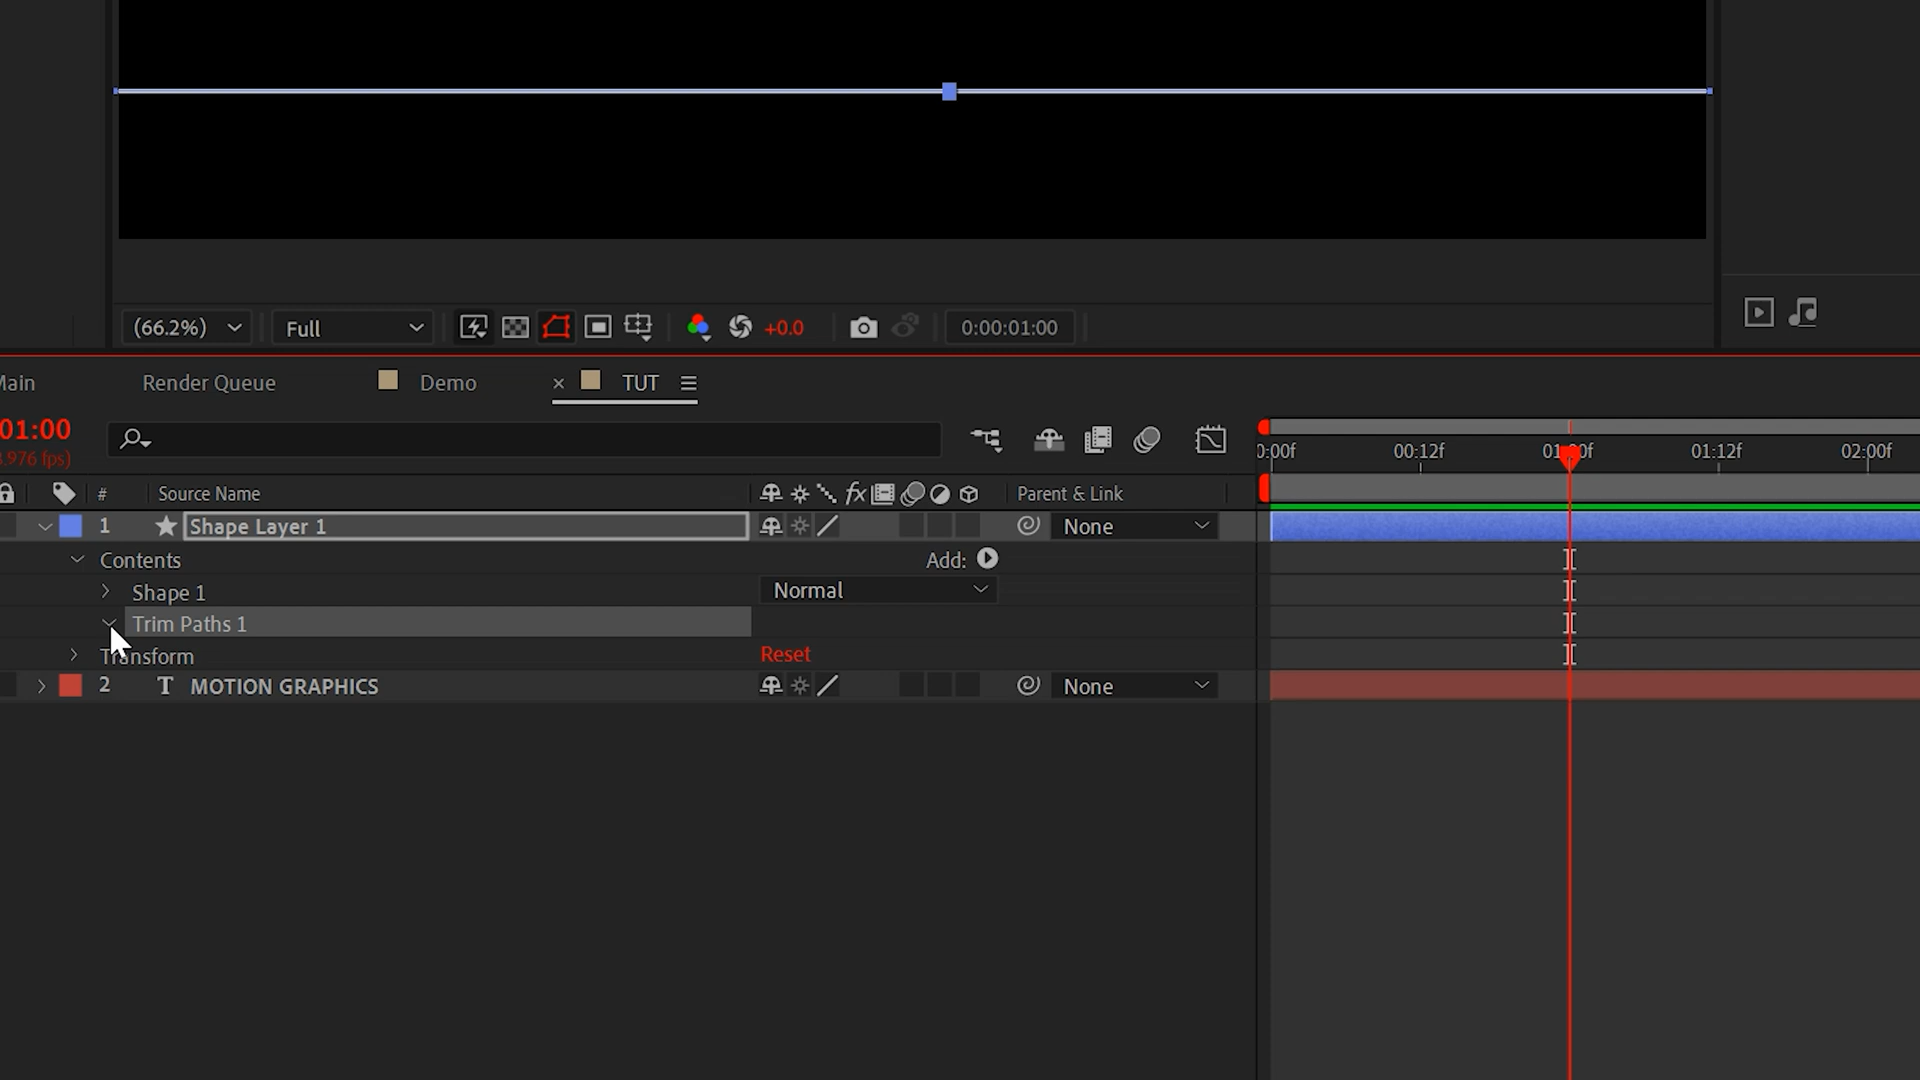 (66.2%) Full +0.0 0:00:01:00
Main Render Queue Demo × TUT
01:00
.976 fps)
:00f 00:12f 01:00f 01:12f 02:00f
# Source Name fx Parent & Link
1 Shape Layer 1 None
Contents Add:
Shape 1 Normal
Trim Paths 1
Transform Reset
2 T MOTION GRAPHICS None